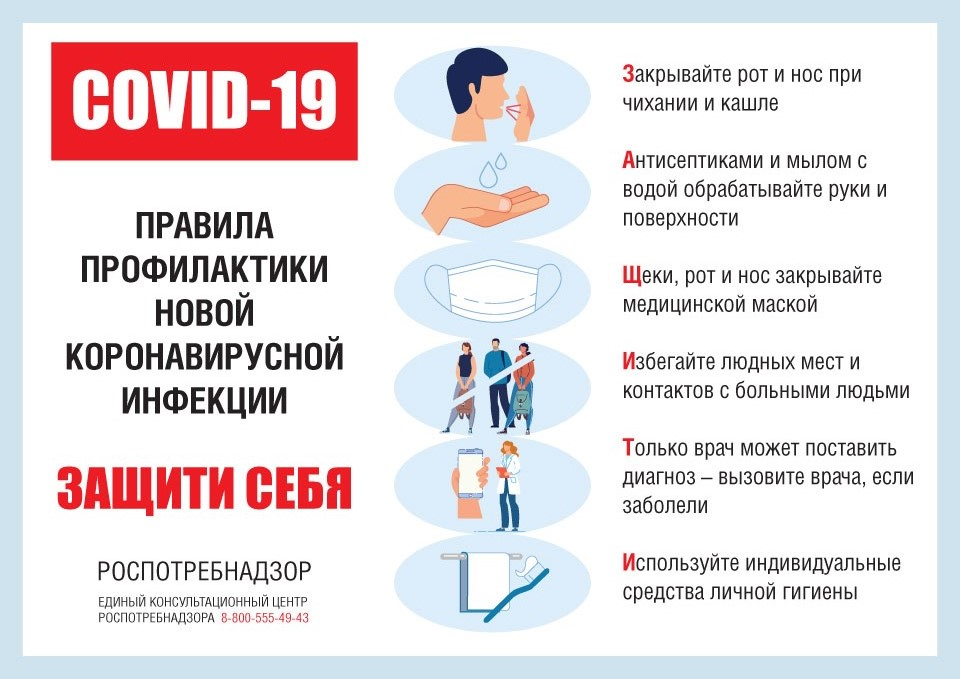 COVID-19
ПРАВИЛА
ПРОФИЛАКТИКИ
НОВОЙ
КОРОНАВИРУСНОЙ
ИНФЕКЦИИ
ЗАЩИТИ СЕБЯ
РОСПОТРЕБНАДЗОР
ЕДИНЫЙ КОНСУЛЬТАЦИОННЫЙ ЦЕНТР
РОСПОТРЕБНАДЗОРА 8-800-555-49-43
Закрывайте рот и нос при
чихании и кашле
Антисептиками и мылом с
водой обрабатывайте руки и
поверхности
Щеки, рот и нос закрывайте
медицинской маской
Избегайте людных мест и
контактов с больными людьми
Только врач может поставить
диагноз – вызовите врача, если
заболели
Используйте индивидуальные
средства личной гигиены